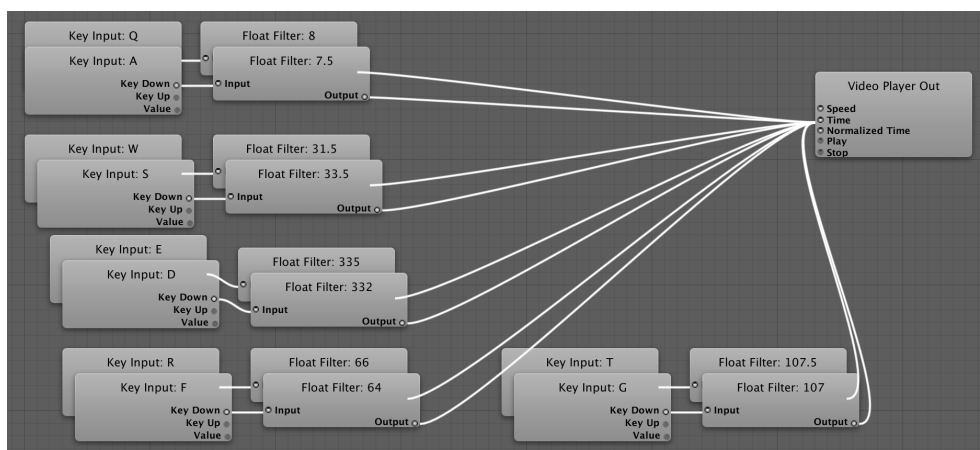 Key Input: Q
Float Filter: 8
Key Input: A
Float Filter: 7.5
Key Down
Input
Key Up
Output
Value
Video Player Out
Speed
Time
Normalized Time
Play
Stop
Key Input: W
Float Filter: 31.5
Key Input: S
Float Filter: 33.5
Key Down
Input
Key Up
Output
Value
Key Input: E
Float Filter: 335
Key Input: D
Float Filter: 332
Key Down
Input
Key Up
Output
Value
Key Input: R
Float Filter: 66
Key Input: F
Float Filter: 64
Key Down
Input
Key Up
Output
Value
Key Input: T
Float Filter: 107.5
Key Input: G
Float Filter: 107
Key Down
Input
Key Up
Output
Value